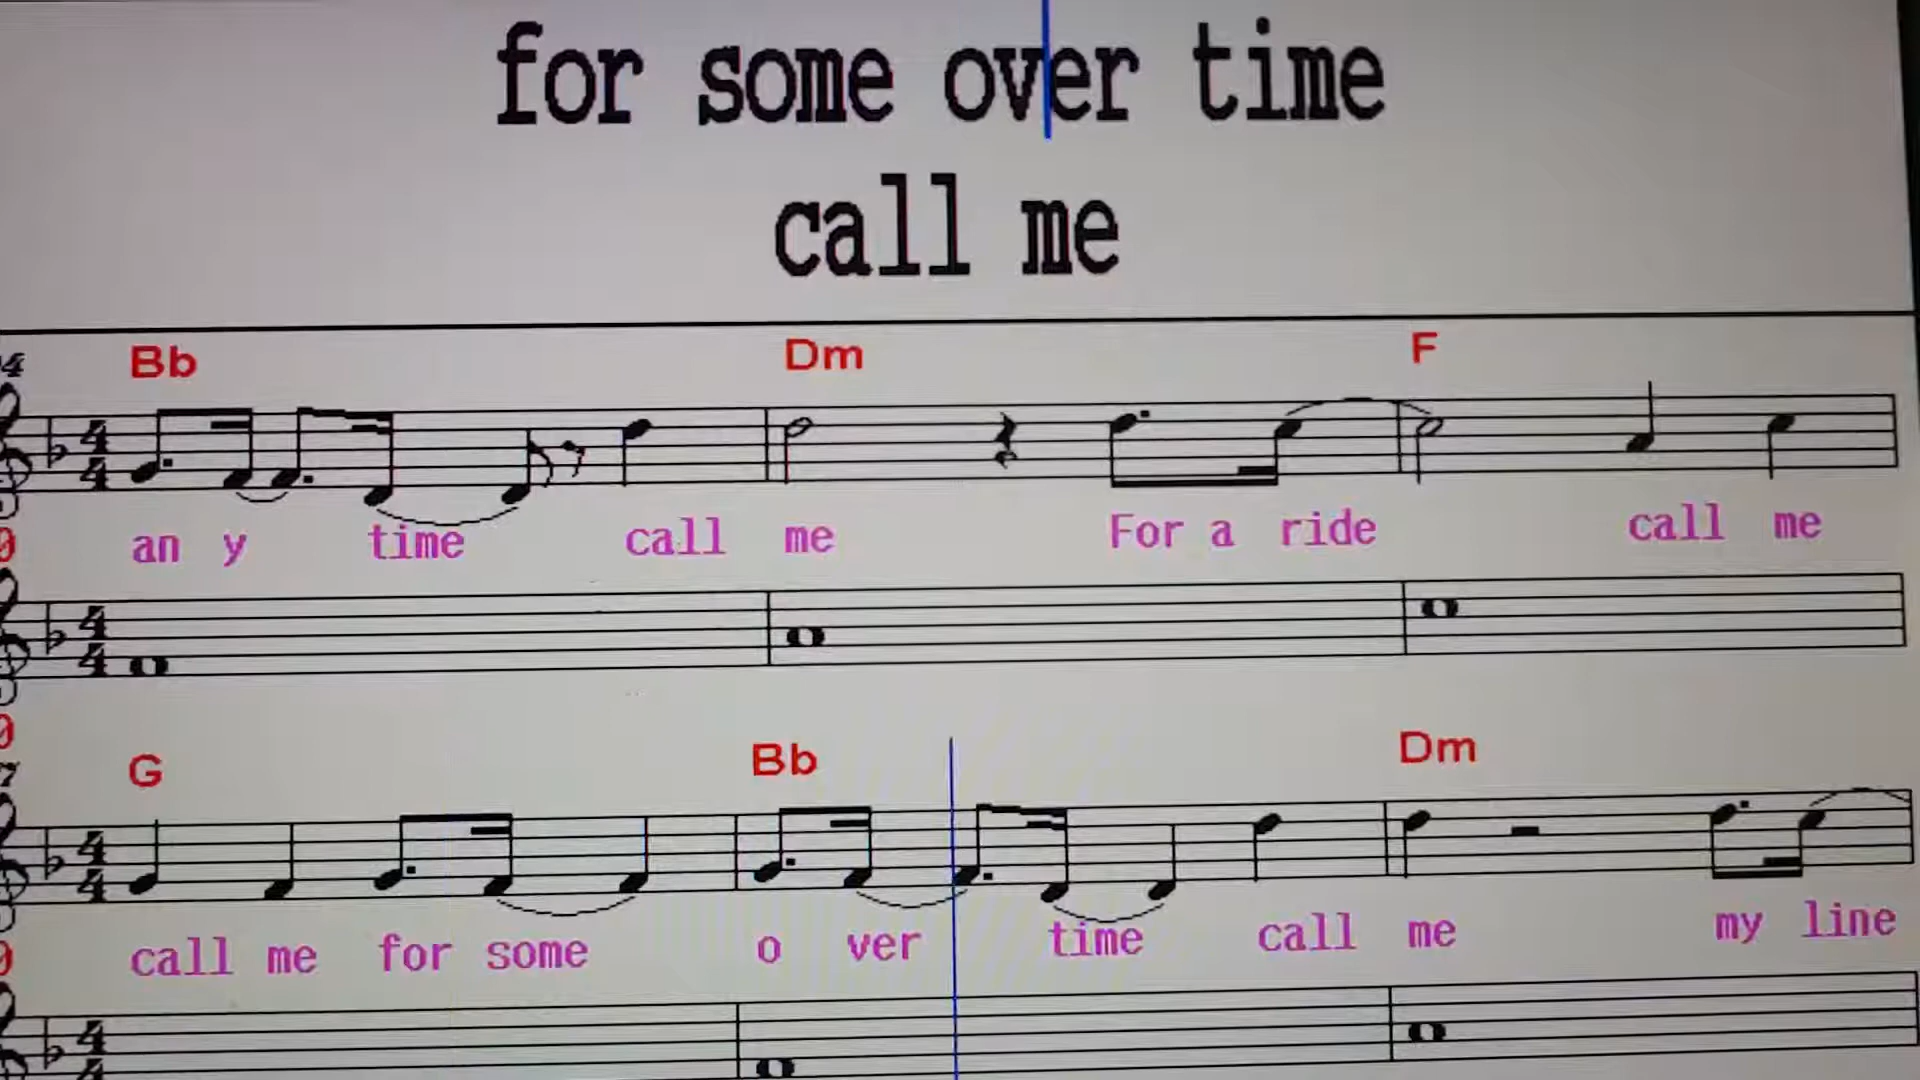 for some over time
call me
Bb Dm F
an y time call me For a ride call me
G Bb Dm
call me for some o ver time call me my line